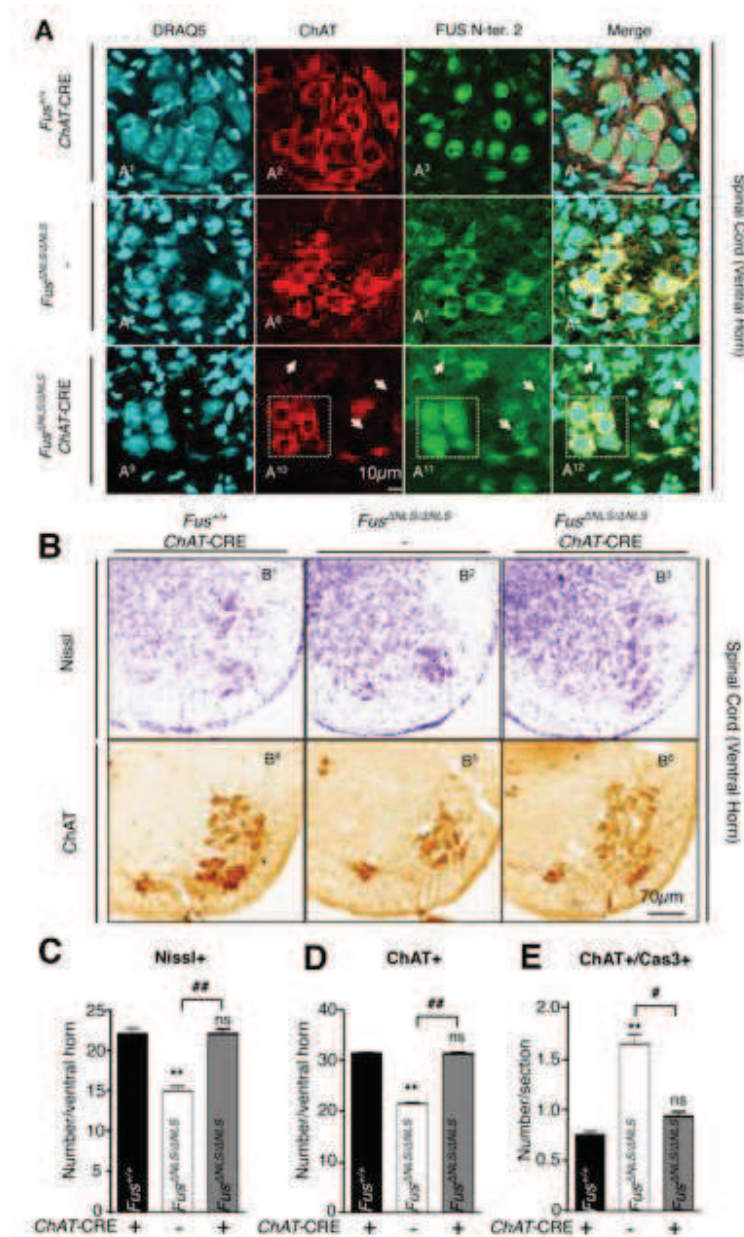 A
DRAQ5 ChAT FUS N-ter. 2 Merge
Fus+/+
ChAT-CRE
A1 A2 A3 A4
FusΔNLS/ΔNLS
-
A6 A7
FusΔNLS/ΔNLS
ChAT-CRE
A9 A10 10µm A11 A12
Spinal Cord (Ventral Horn)
B
Fus+/+ FusΔNLS/ΔNLS FusΔNLS/ΔNLS
ChAT-CRE - ChAT-CRE
Nissl
B1 B2 B3
ChAT
B4 B5 B6
70µm
Spinal Cord (Ventral Horn)
C
Nissl+
Number/ventral horn
20
15
10
5
0
##
ns
**
Fus+/+
FusΔNLS/ΔNLS
FusΔNLS/ΔNLS
ChAT-CRE + - +
D
ChAT+
Number/ventral horn
40
30
20
10
0
##
ns
**
Fus+/+
FusΔNLS/ΔNLS
FusΔNLS/ΔNLS
ChAT-CRE + - +
E
ChAT+/Cas3+
Number/section
2.0
1.5
1.0
0.5
0.0
#
**
ns
Fus+/+
FusΔNLS/ΔNLS
FusΔNLS/ΔNLS
ChAT-CRE + - +